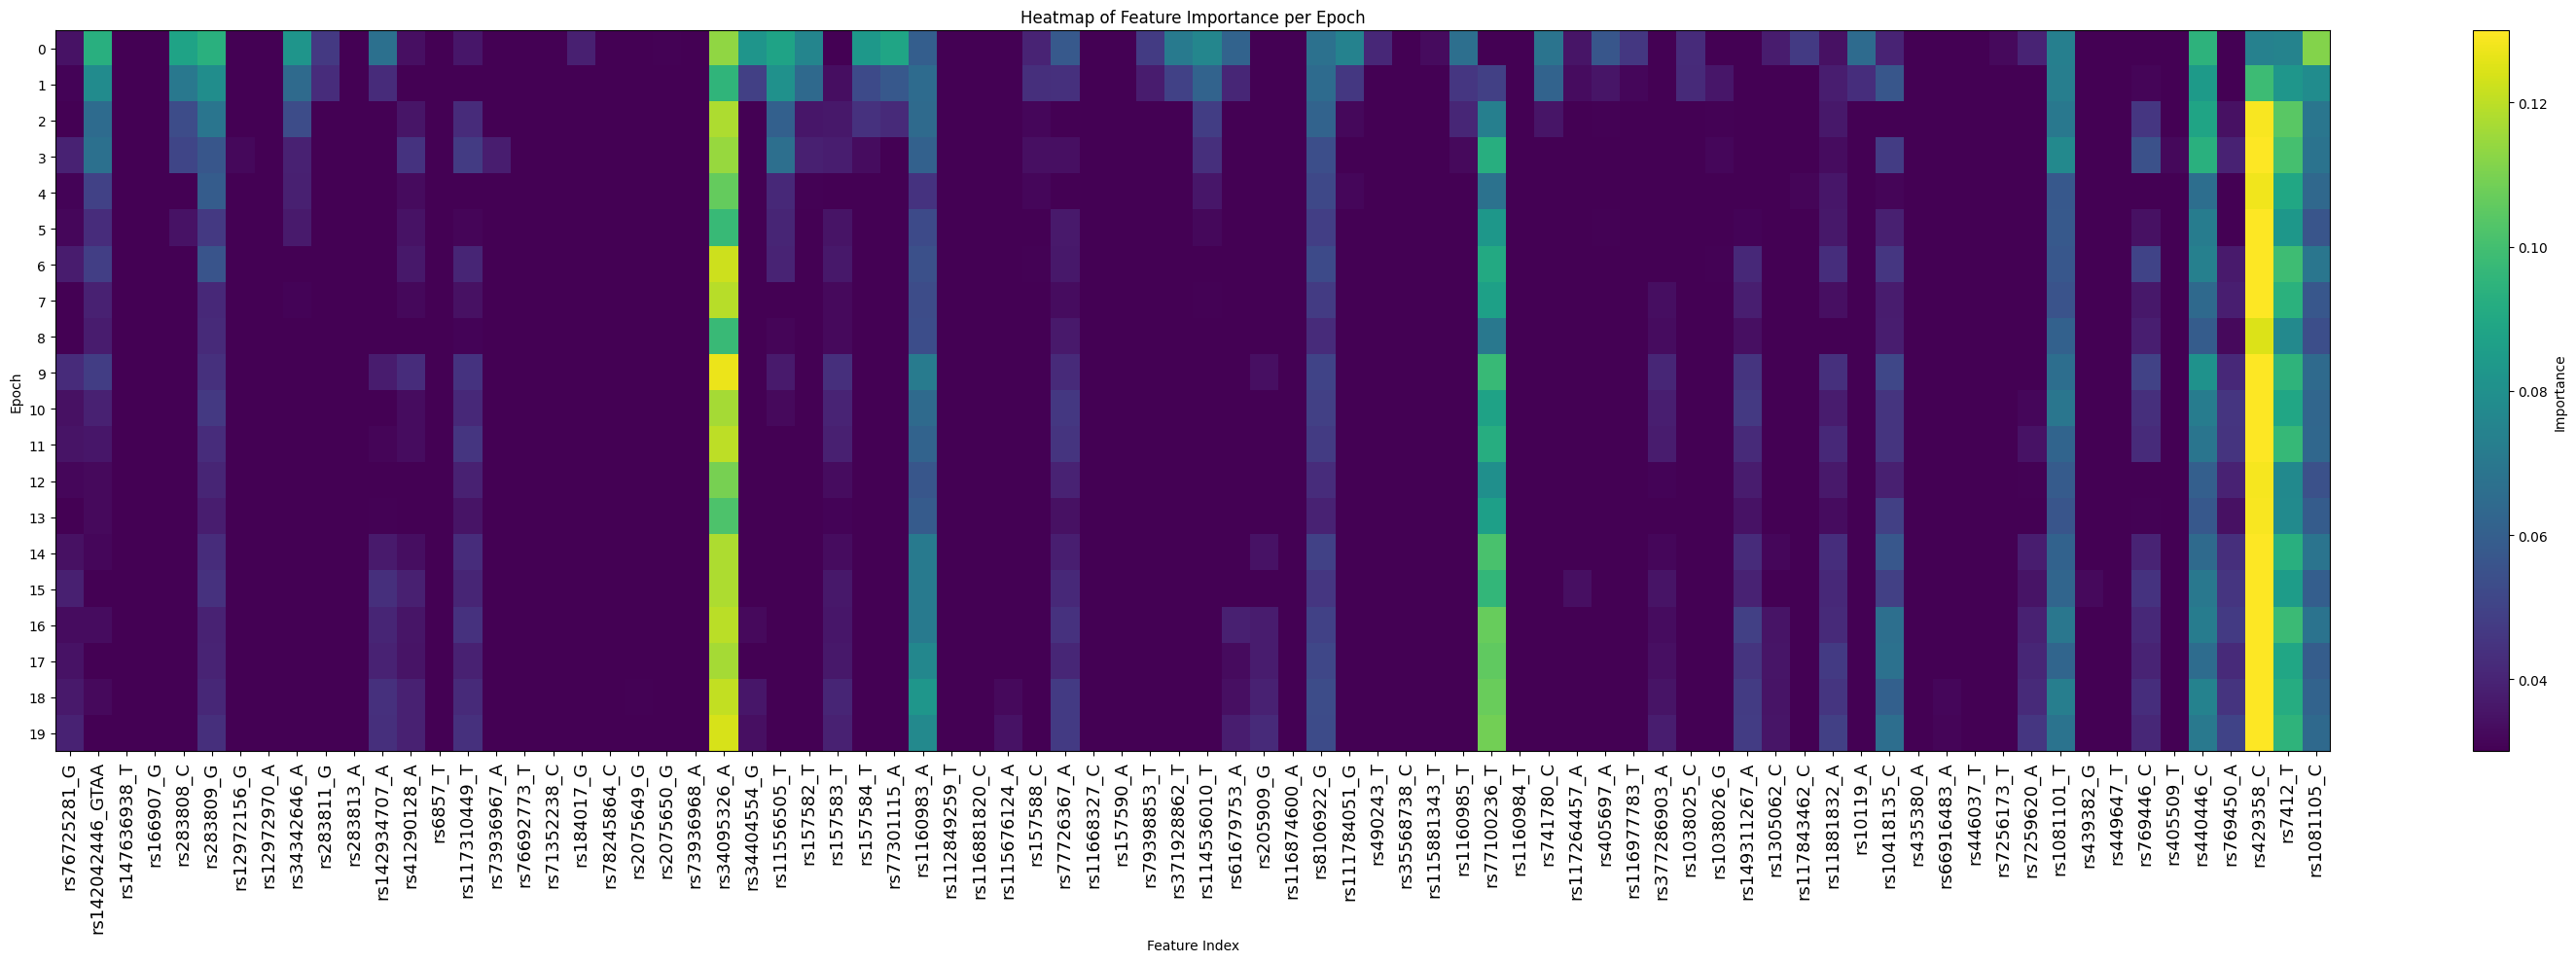 Heatmap of Feature Importance per Epoch
Epoch
0
1
2
3
4
5
6
7
8
9
10
11
12
13
14
15
16
17
18
19
rs76725281_G
rs142042446_GTAA
rs147636938_T
rs166907_G
rs283808_C
rs283809_G
rs12972156_G
rs12972970_A
rs34342646_A
rs283811_G
rs283813_A
rs142934707_A
rs41290128_A
rs6857_T
rs117310449_T
rs73936967_A
rs76692773_T
rs71352238_C
rs184017_G
rs78245864_C
rs2075649_G
rs2075650_G
rs73936968_A
rs34095326_A
rs34404554_G
rs11556505_T
rs1157582_T
rs1157583_T
rs1157584_T
rs77301115_A
rs1160983_A
rs112849259_T
rs116881820_C
rs115676124_A
rs157588_C
rs77726367_A
rs11668327_C
rs157590_A
rs79398853_T
rs371928862_T
rs114536010_T
rs61679753_A
rs205909_G
rs116874600_A
rs8106922_G
rs111784051_G
rs490243_T
rs35568738_C
rs115881343_T
rs1160985_T
rs77100236_T
rs1160984_T
rs741780_C
rs117264457_A
rs405697_A
rs116977783_T
rs377286903_A
rs1038025_C
rs1038026_G
rs149311267_A
rs1305062_C
rs117843462_C
rs11881832_A
rs10119_A
rs10418135_C
rs435380_A
rs66916483_A
rs446037_T
rs7256173_T
rs7259620_A
rs1081101_T
rs439382_G
rs449647_T
rs769446_C
rs405509_T
rs440446_C
rs769450_A
rs429358_C
rs7412_T
rs1081105_C
Feature Index
0.12
0.10
0.08
0.06
0.04
Importance